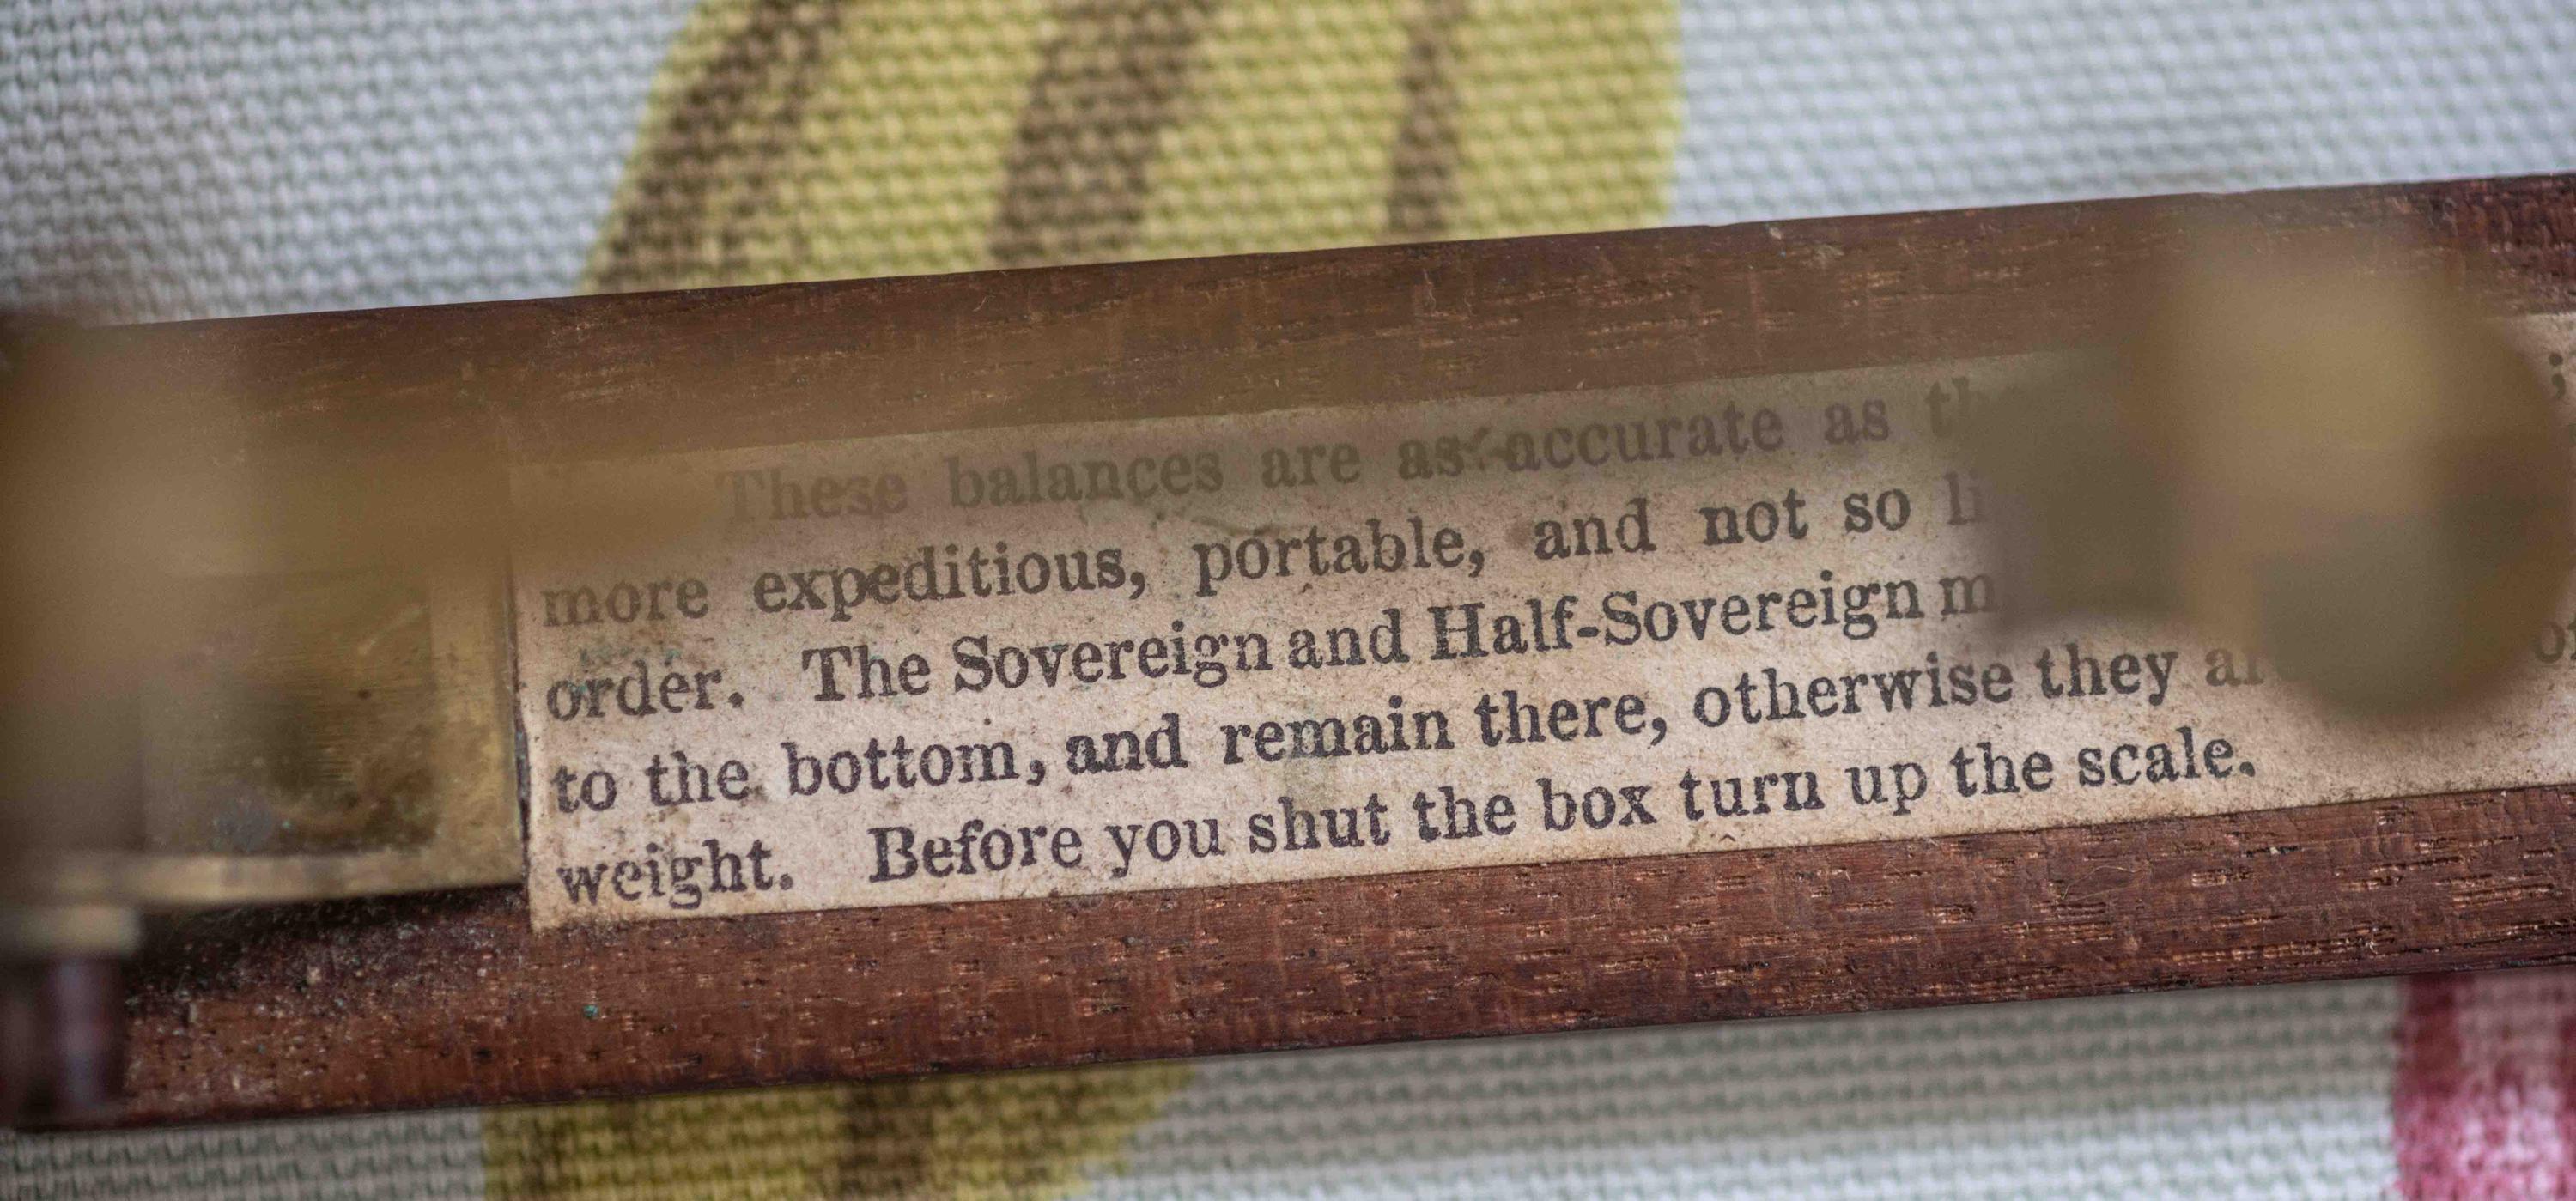 These balances are as accurate as
more expeditious, portable, and not so
order. The Sovereign and Half-Sovereign
to the bottom, and remain there, otherwise they
weight. Before you shut the box turn up the scale.